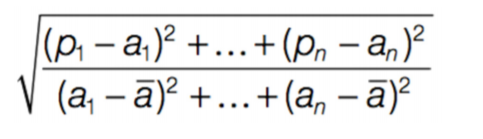 √
(p₁ − a₁)² + … + (pₙ − aₙ)²
(a₁ − a̅)² + … + (aₙ − a̅)²